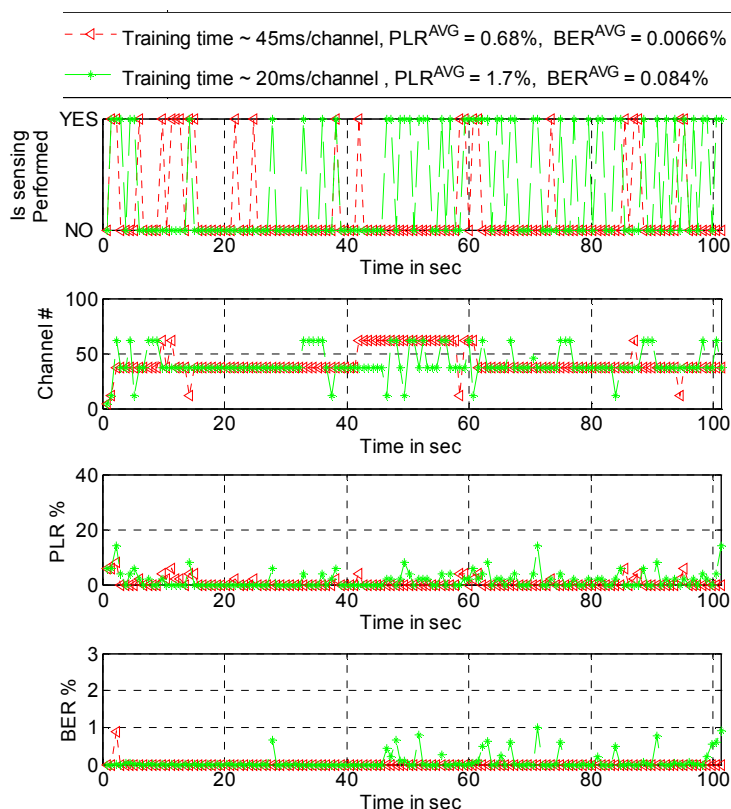 Training time ~ 45ms/channel, PLR^AVG = 0.68%, BER^AVG = 0.0066%
Training time ~ 20ms/channel , PLR^AVG = 1.7%, BER^AVG = 0.084%
Is sensing
Performed
YES
NO
0 20 40 60 80 100
Time in sec
Channel #
100
50
0
0 20 40 60 80 100
Time in sec
PLR %
40
20
0
0 20 40 60 80 100
Time in sec
BER %
3
2
1
0
0 20 40 60 80 100
Time in sec